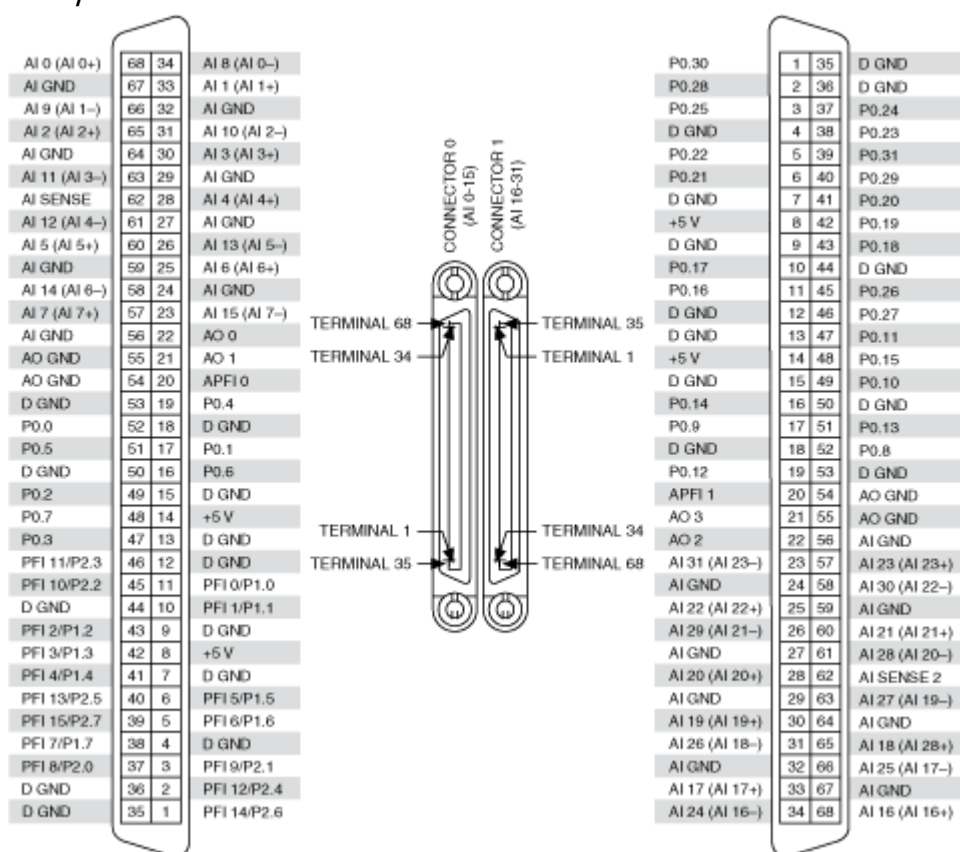 AI 0 (AI 0+) 68 34 AI 8 (AI 0–)
AI GND 67 33 AI 1 (AI 1+)
AI 9 (AI 1–) 66 32 AI GND
AI 2 (AI 2+) 65 31 AI 10 (AI 2–)
AI GND 64 30 AI 3 (AI 3+)
AI 11 (AI 3–) 63 29 AI GND
AI SENSE 62 28 AI 4 (AI 4+)
AI 12 (AI 4–) 61 27 AI GND
AI 5 (AI 5+) 60 26 AI 13 (AI 5–)
AI GND 59 25 AI 6 (AI 6+)
AI 14 (AI 6–) 58 24 AI GND
AI 7 (AI 7+) 57 23 AI 15 (AI 7–)
AI GND 56 22 AO 0
AO GND 55 21 AO 1
AO GND 54 20 APFI 0
D GND 53 19 P0.4
P0.0 52 18 D GND
P0.5 51 17 P0.1
D GND 50 16 P0.6
P0.2 49 15 D GND
P0.7 48 14 +5 V
P0.3 47 13 D GND
PFI 11/P2.3 46 12 D GND
PFI 10/P2.2 45 11 PFI 0/P1.0
D GND 44 10 PFI 1/P1.1
PFI 2/P1.2 43 9 D GND
PFI 3/P1.3 42 8 +5 V
PFI 4/P1.4 41 7 D GND
PFI 13/P2.5 40 6 PFI 5/P1.5
PFI 15/P2.7 39 5 PFI 6/P1.6
PFI 7/P1.7 38 4 D GND
PFI 8/P2.0 37 3 PFI 9/P2.1
D GND 36 2 PFI 12/P2.4
D GND 35 1 PFI 14/P2.6
CONNECTOR 0
(AI 0-15)
CONNECTOR 1
(AI 16-31)
TERMINAL 68
TERMINAL 34
TERMINAL 35
TERMINAL 1
TERMINAL 1
TERMINAL 35
TERMINAL 34
TERMINAL 68
P0.30 1 35 D GND
P0.28 2 36 D GND
P0.25 3 37 P0.24
D GND 4 38 P0.23
P0.22 5 39 P0.31
P0.21 6 40 P0.29
D GND 7 41 P0.20
+5 V 8 42 P0.19
D GND 9 43 P0.18
P0.17 10 44 D GND
P0.16 11 45 P0.26
D GND 12 46 P0.27
D GND 13 47 P0.11
+5 V 14 48 P0.15
D GND 15 49 P0.10
P0.14 16 50 D GND
P0.9 17 51 P0.13
D GND 18 52 P0.8
P0.12 19 53 D GND
APFI 1 20 54 AO GND
AO 3 21 55 AO GND
AO 2 22 56 AI GND
AI 31 (AI 23–) 23 57 AI 23 (AI 23+)
AI GND 24 58 AI 30 (AI 22–)
AI 22 (AI 22+) 25 59 AI GND
AI 29 (AI 21–) 26 60 AI 21 (AI 21+)
AI GND 27 61 AI 28 (AI 20–)
AI 20 (AI 20+) 28 62 AI SENSE 2
AI GND 29 63 AI 27 (AI 19–)
AI 19 (AI 19+) 30 64 AI GND
AI 26 (AI 18–) 31 65 AI 18 (AI 28+)
AI GND 32 66 AI 25 (AI 17–)
AI 17 (AI 17+) 33 67 AI GND
AI 24 (AI 16–) 34 68 AI 16 (AI 16+)